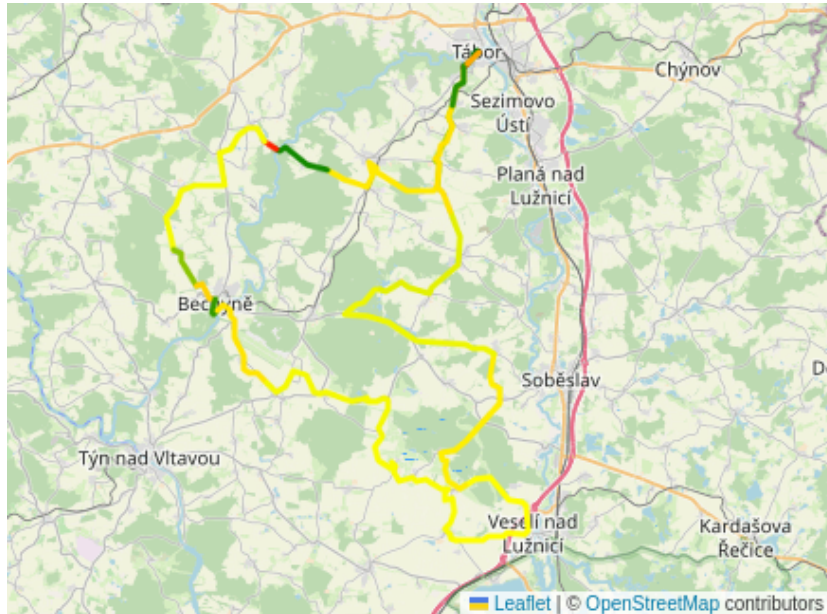 Tábor
Chýnov
Sezimovo
Ústí
Planá nad
Lužnicí
Bechyně
Soběslav
Týn nad Vltavou
Veselí nad
Lužnicí
Kardašova
Řečice
Leaflet | © OpenStreetMap contributors